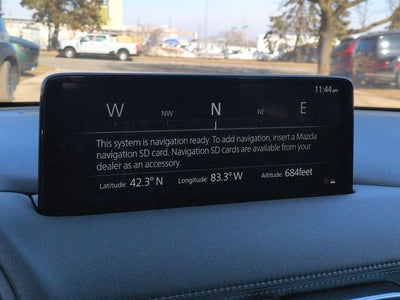 11:44am
W NW N NE E
This system is navigation ready. To add navigation, insert a Mazda
navigation SD card. Navigation SD cards are available from your
dealer as an accessory.
Latitude: 42.3° N Longitude: 83.3° W Altitude: 684feet